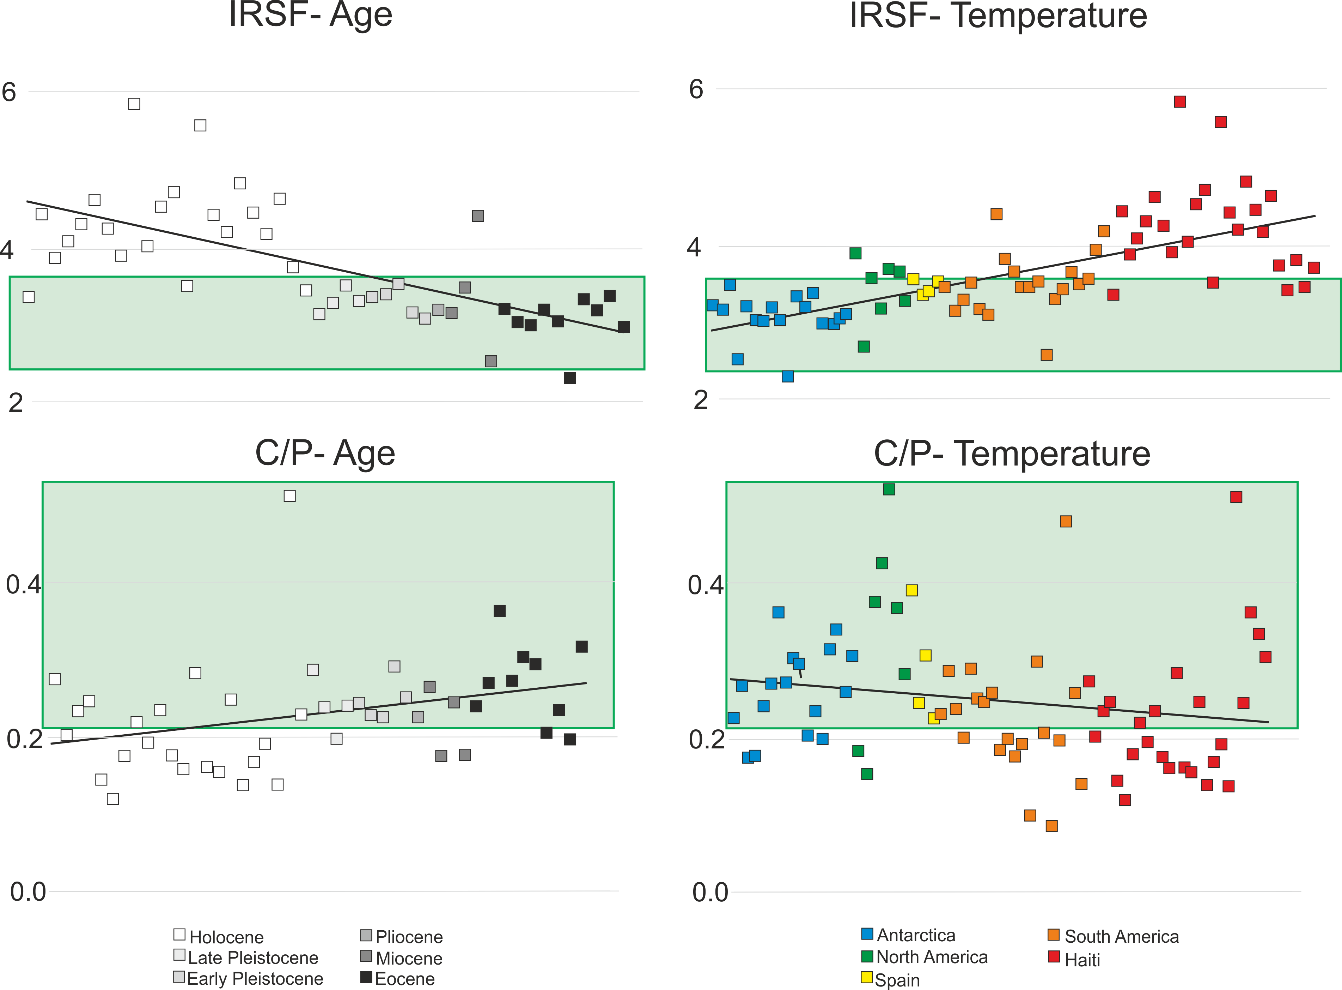 IRSF- Age
6
4
2
IRSF- Temperature
6
4
2
C/P- Age
0.4
0.2
0.0
C/P- Temperature
0.4
0.2
0.0
Holocene
Pliocene
Late Pleistocene
Miocene
Early Pleistocene
Eocene
Antarctica
South America
North America
Haiti
Spain